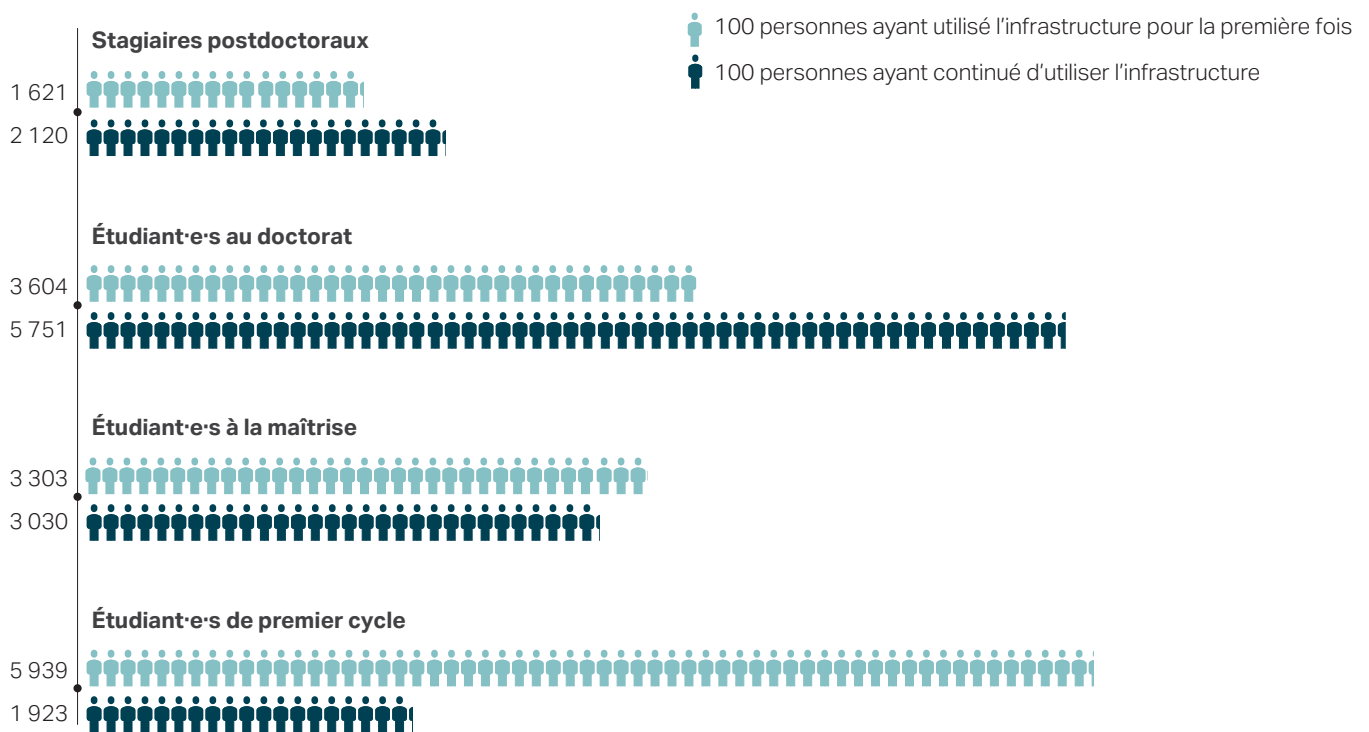 100 personnes ayant utilisé l’infrastructure pour la première fois
100 personnes ayant continué d’utiliser l’infrastructure
Stagiaires postdoctoraux
1 621
2 120
Étudiant·e·s au doctorat
3 604
5 751
Étudiant·e·s à la maîtrise
3 303
3 030
Étudiant·e·s de premier cycle
5 939
1 923